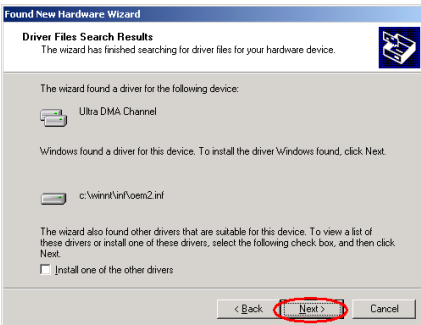 Found New Hardware Wizard
Driver Files Search Results
The wizard has finished searching for driver files for your hardware device.
The wizard found a driver for the following device:
Ultra DMA Channel
Windows found a driver for this device. To install the driver Windows found, click Next.
c:\winnt\inf\oem2.inf
The wizard also found other drivers that are suitable for this device. To view a list of
these drivers or install one of these drivers, select the following check box, and then click
Next.
Install one of the other drivers
< Back Next > Cancel